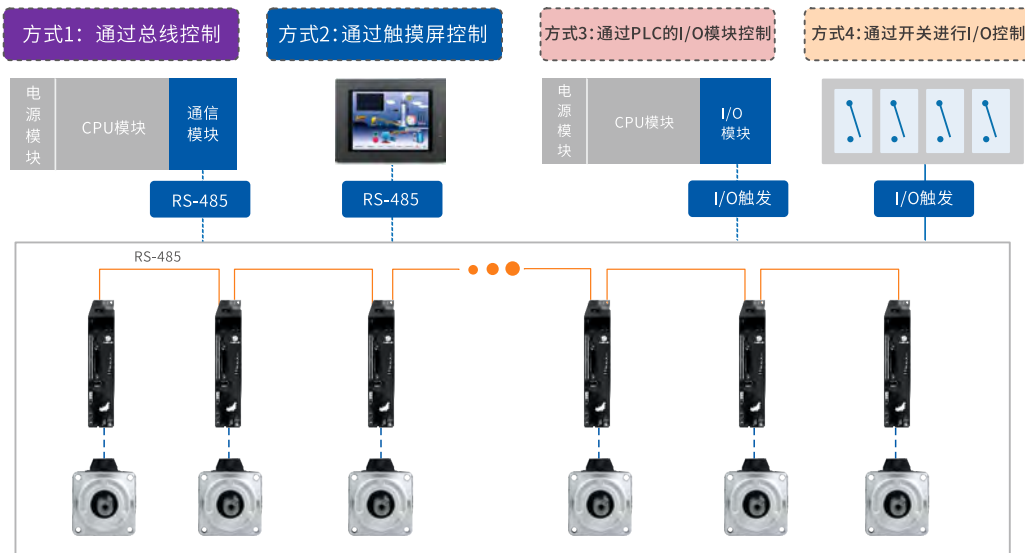 方式1：通过总线控制
方式2:通过触摸屏控制
方式3:通过PLC的I/O模块控制
方式4:通过开关进行I/O控制
电源模块
CPU模块
通信
模块
电源模块
CPU模块
I/O
模块
RS-485
RS-485
I/O触发
I/O触发
RS-485